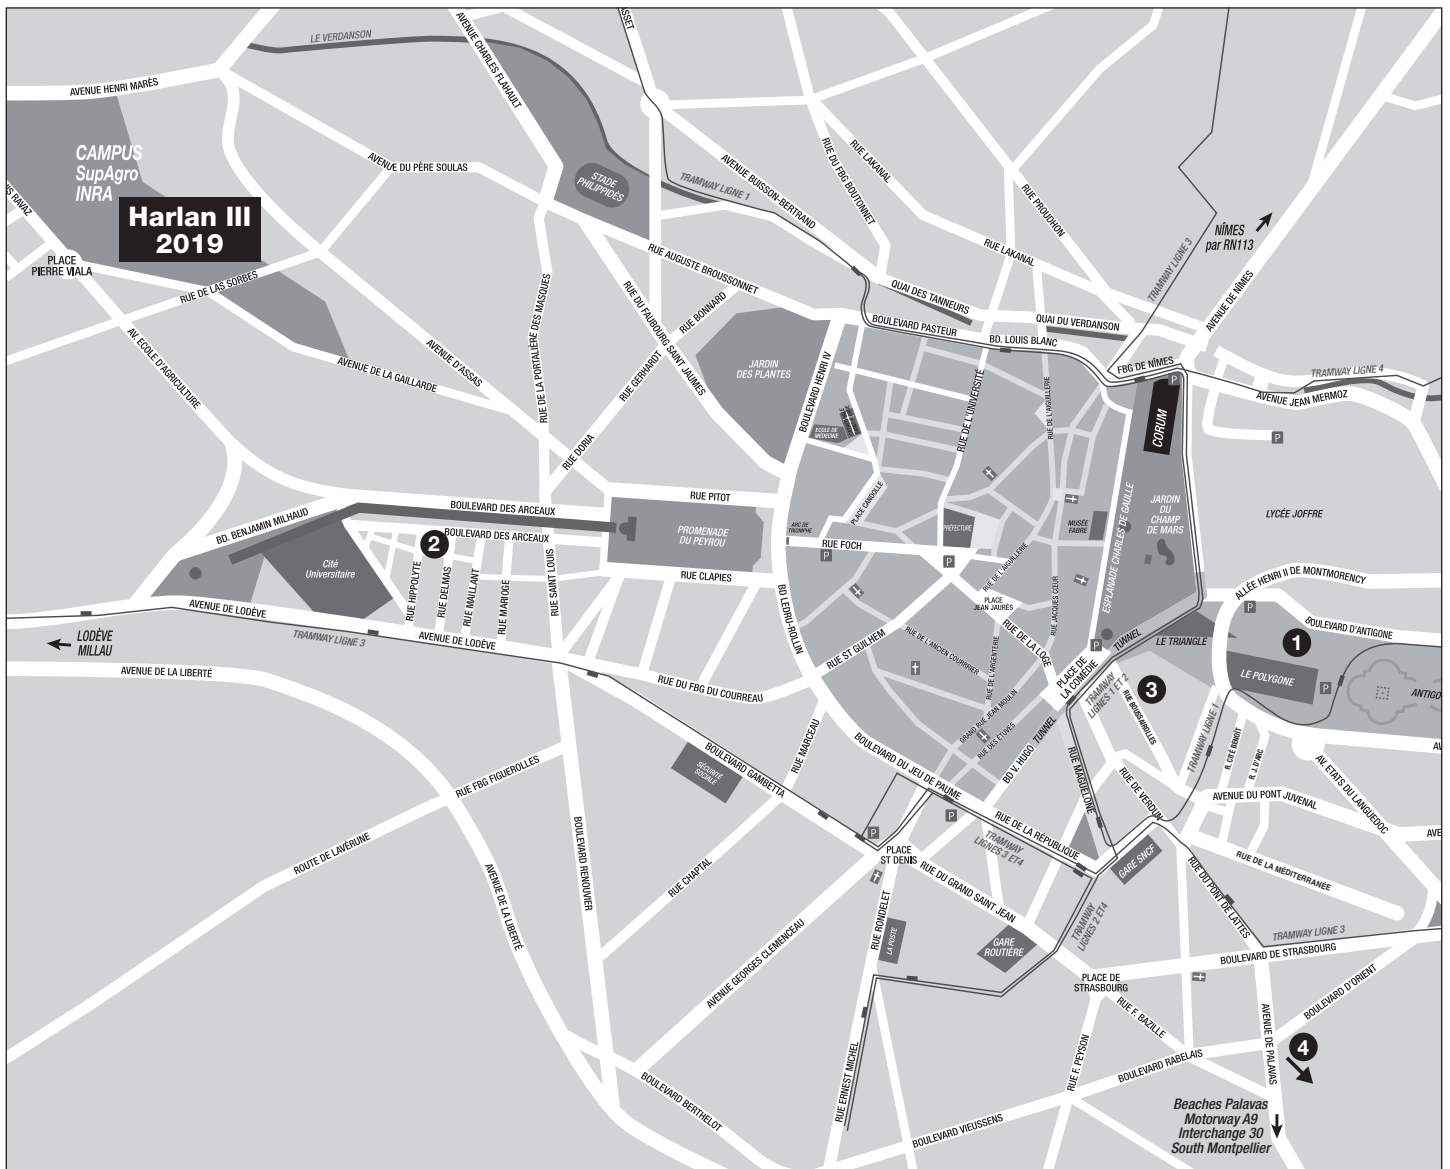 LE VERDANSON
AVENUE CHARLES FLAHAULT
ASSET
AVENUE HENRI MARÈS
CAMPUS
SupAgro
INRA
Harlan III
2019
US RAVAZ
PLACE
PIERRE VIALA
AVENUE DU PÈRE SOULAS
STADE
PHILIPPIDÈS
TRAMWAY LIGNE 1
AVENUE BUISSON-BERTRAND
RUE DU FBG BOUTONNET
RUE LAKANAL
RUE PROUDHON
RUE LAKANAL
NÎMES
par RN113
TRAMWAY LIGNE 3
AVENUE DE NÎMES
RUE DE LAS SORBES
AV. ECOLE D'AGRICULTURE
AVENUE DE LA GAILLARDE
AVENUE D'ASSAS
RUE DE LA PORTALIÈRE DES MASQUES
RUE AUGUSTE BROUSSONNET
RUE DU FAUBOURG SAINT JAUMES
RUE BONNARD
RUE GERHARDT
RUE DORIA
JARDIN
DES PLANTES
BOULEVARD HENRI IV
QUAI DES TANNEURS
BOULEVARD PASTEUR
BD. LOUIS BLANC
QUAI DU VERDANSON
FBG DE NÎMES
P
TRAMWAY LIGNE 4
AVENUE JEAN MERMOZ
P
CORUM
ECOLE DE
MÉDECINE
RUE DE L'UNIVERSITÉ
RUE DE L'AIGUILLERIE
ESPLANADE CHARLES DE GAULLE
JARDIN
DU
CHAMP
DE MARS
LYCÉE JOFFRE
BD. BENJAMIN MILHAUD
BOULEVARD DES ARCEAUX
BOULEVARD DES ARCEAUX
RUE PITOT
PROMENADE
DU PEYROU
ARC DE
TRIOMPHE
PLACE CANDOLLE
RUE FOCH
P
PRÉFECTURE
P
MUSÉE
FABRE
Cité
Universitaire
2
RUE HIPPOLYTE
RUE DELMAS
RUE MAILLANT
RUE MARIOGE
RUE SAINT LOUIS
RUE CLAPIES
BD LEDRU-ROLLIN
RUE DE L'AIGUILLERIE
PLACE
JEAN JAURÈS
RUE JACQUES CŒUR
ALLÉE HENRI II DE MONTMORENCY
P
BOULEVARD D'ANTIGONE
1
AVENUE DE LODÈVE
TRAMWAY LIGNE 3
AVENUE DE LODÈVE
LODÈVE
MILLAU
AVENUE DE LA LIBERTÉ
RUE ST GUILHEM
RUE DE L'ANCIEN COURRIER
RUE DE L'ARGENTERIE
RUE DE LA LOGE
P
TUNNEL
LE TRIANGLE
PLACE DE
LA COMÉDIE
LE POLYGONE
P
ANTIGO
RUE DU FBG DU COURREAU
GRAND RUE JEAN MOULIN
RUE DES ÉTUVES
TUNNEL
BD V. HUGO
TRAMWAY
LIGNES 1 ET 2
3
RUE BOUSSAIROLLES
TRAMWAY LIGNE 1
R. CITÉ BENOÎT
R. J. D'ARC
AV
AV. ETATS DU LANGUEDOC
RUE MARCEAU
BOULEVARD DU JEU DE PAUME
BOULEVARD GAMBETTA
SÉCURITÉ
SOCIALE
RUE FBG FIGUEROLLES
ROUTE DE LAVÉRUNE
AVENUE DE LA LIBERTÉ
BOULEVARD RENOUVIER
RUE CHAPTAL
P
P
PLACE
ST DENIS
RUE DE LA RÉPUBLIQUE
TRAMWAY
LIGNES 3 ET4
RUE MAGUELONE
RUE DE VERDUN
AVENUE DU PONT JUVENAL
AVE
RUE DE LA MÉDITERRANÉE
GARE SNCF
RUE DU PONT DE LATTES
RUE DU GRAND SAINT JEAN
RUE RONDELET
LA POSTE
AVENUE GEORGES CLEMENCEAU
GARE
ROUTIÈRE
TRAMWAY
LIGNES 2 ET4
TRAMWAY LIGNE 3
BOULEVARD DE STRASBOURG
PLACE DE
STRASBOURG
BOULEVARD D'ORIENT
RUE F. BAZILLE
AVENUE DE PALAVAS
4
RUE F. PEYSON
BOULEVARD RABELAIS
RUE ERNEST MICHEL
BOULEVARD BERTHELOT
BOULEVARD VIEUSSENS
Beaches Palavas
Motorway A9
Interchange 30
South Montpellier